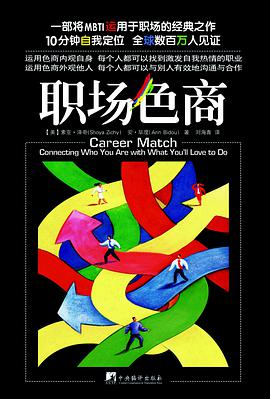 一部将MBTI运用于职场的经典之作
10分钟自我定位 全球数百万人见证
运用色商内观自身 每个人都可以找到激发自我热情的职业
运用色商外观他人 每个人都可以与别人有效地沟通与合作
职场色商
【美】索亚·泽奇(Shoya Zichy) 安·毕度(Ann Bidou) 著 刘海青 译
Career Match
Connecting Who You Are with What You'll Love to Do
中央编译出版社